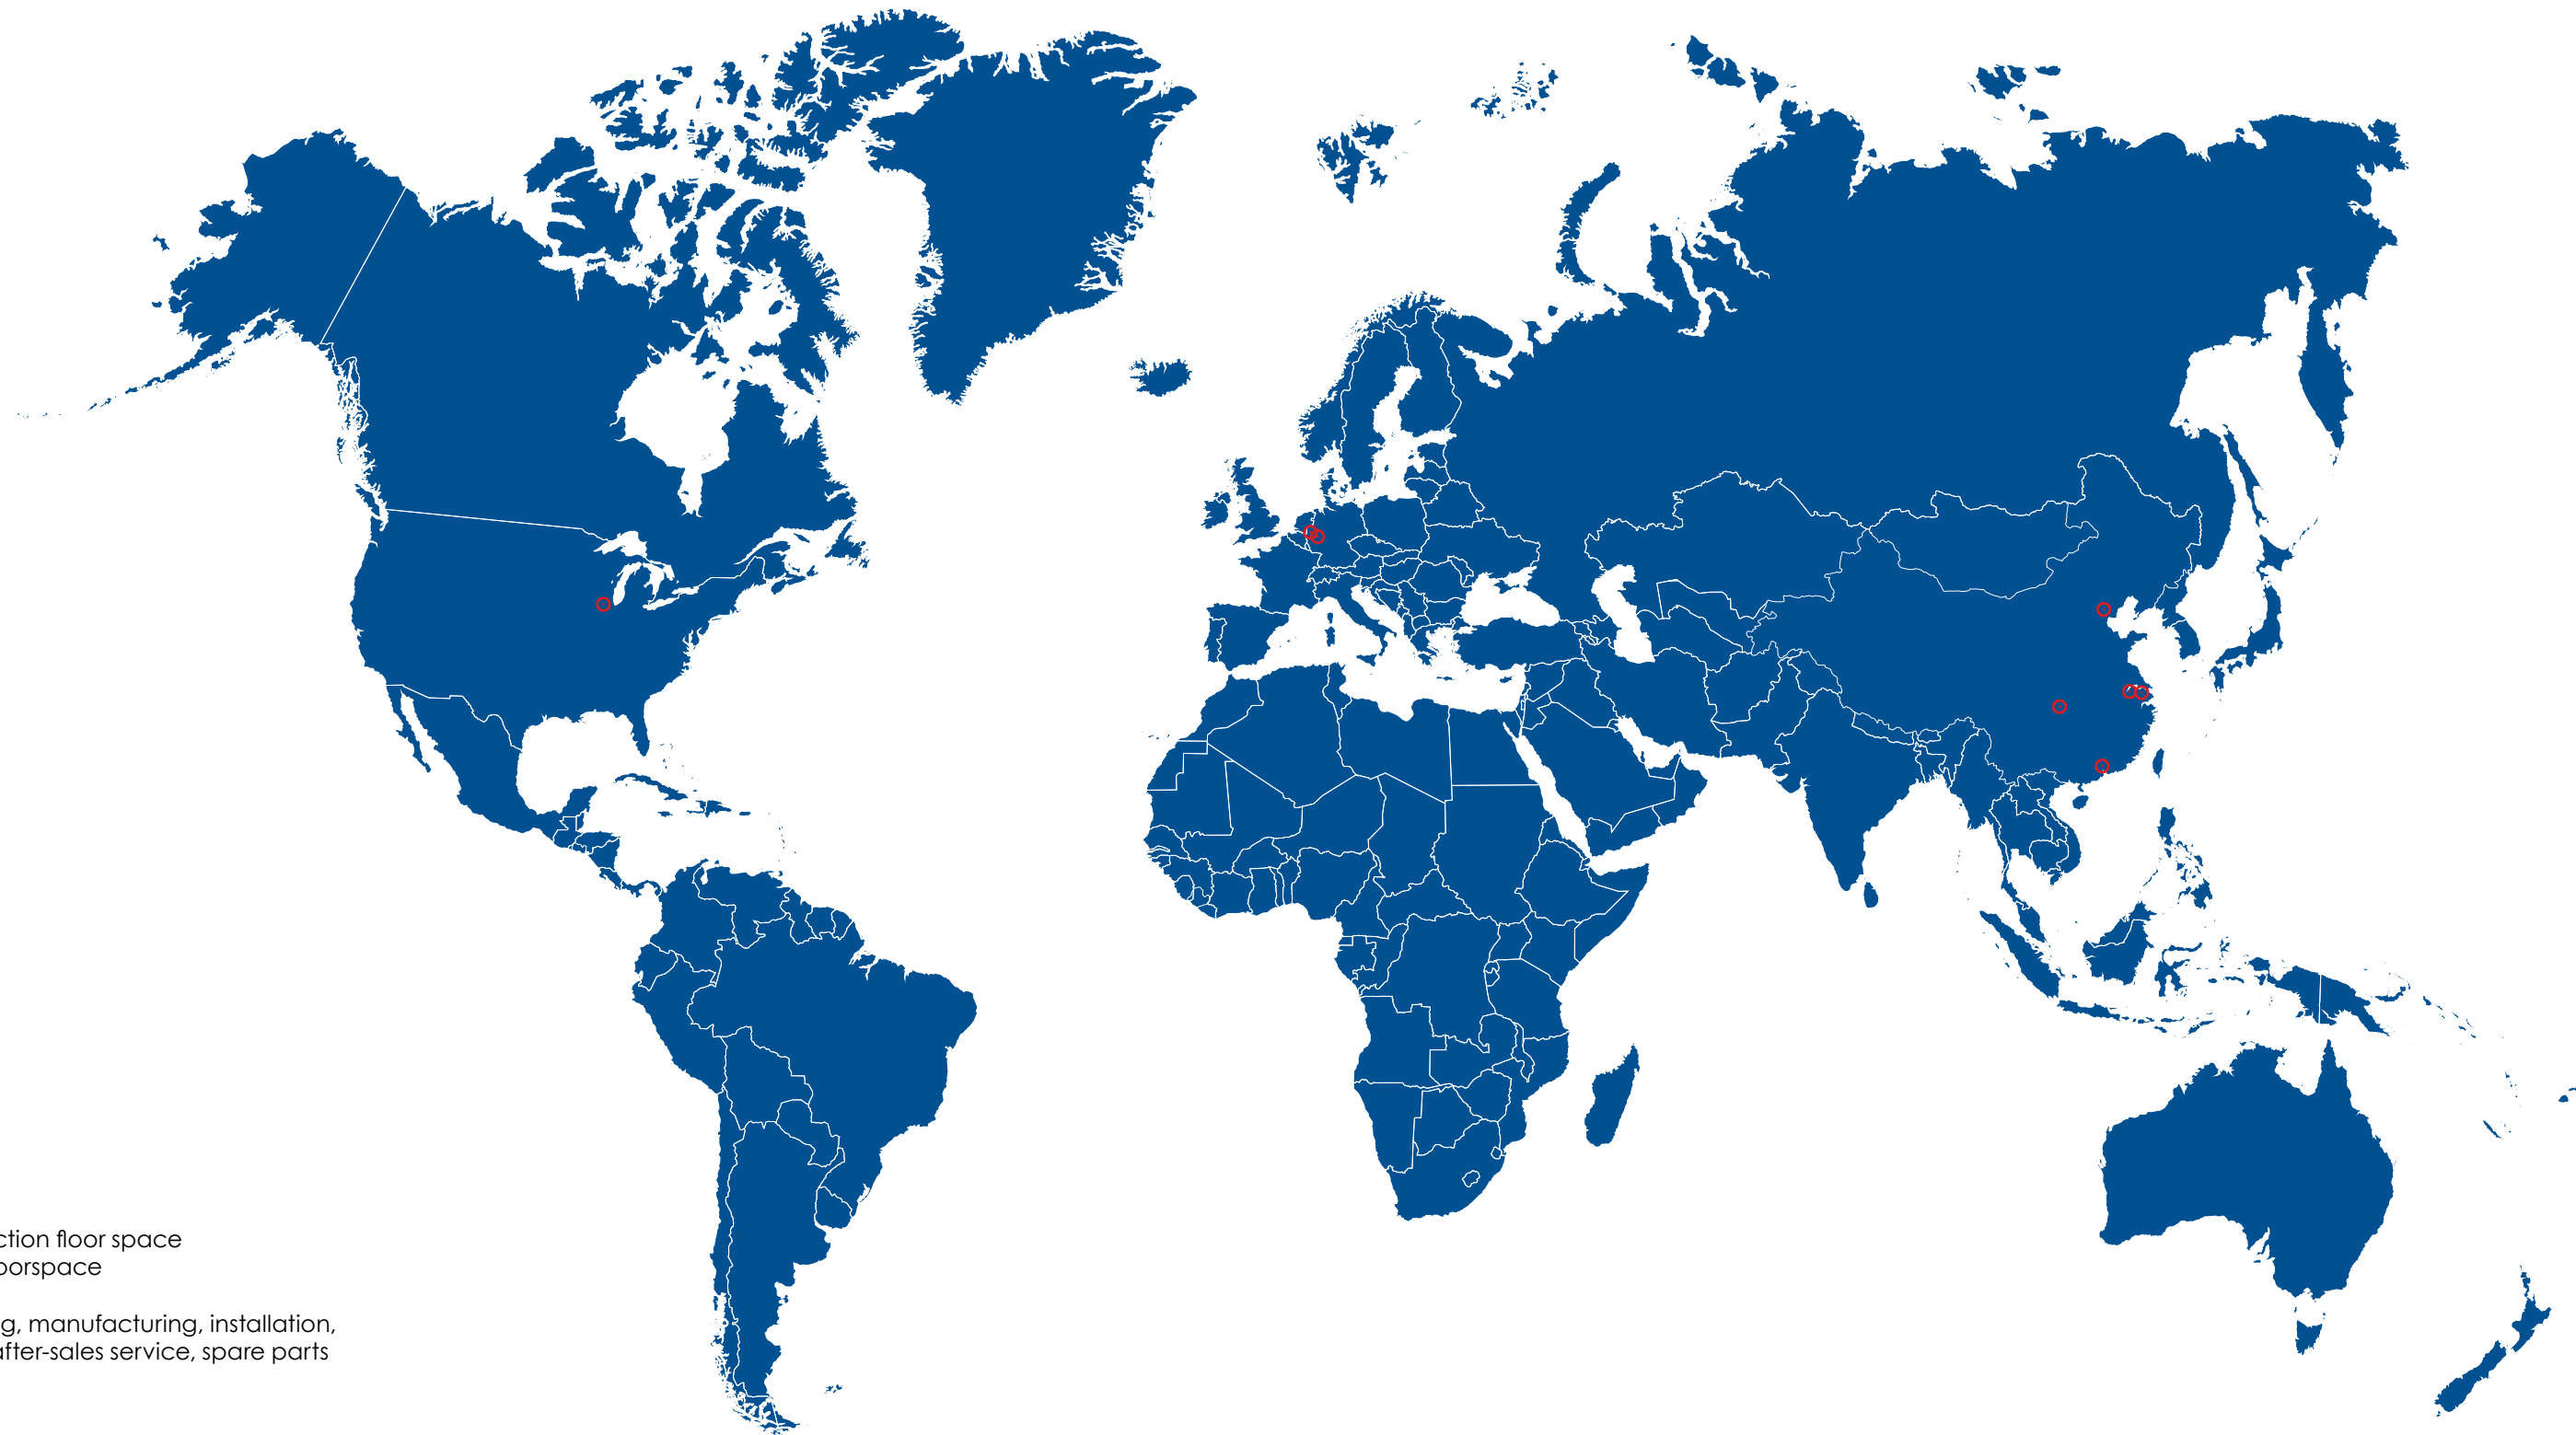 ction floor space
oorspace
g, manufacturing, installation,
after-sales service, spare parts